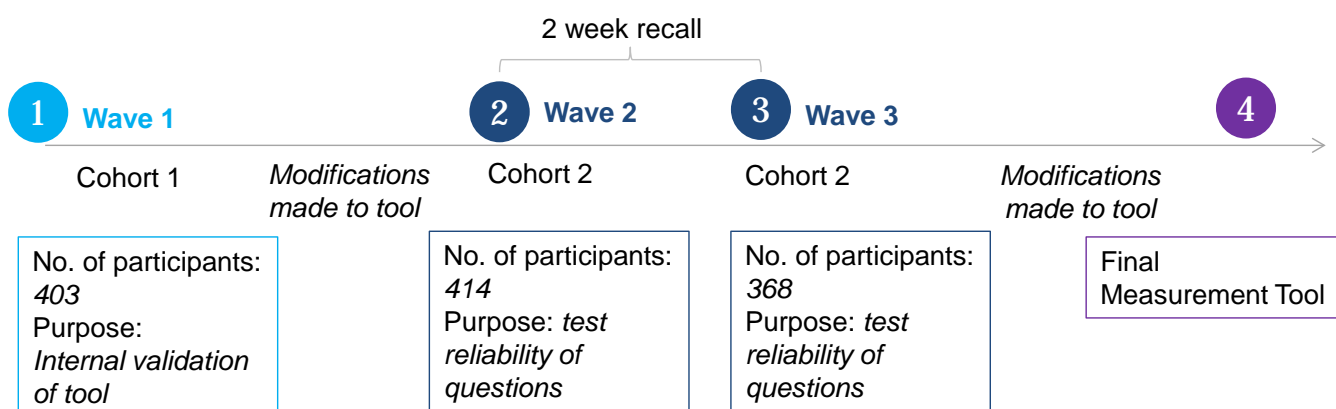 2 week recall
1 Wave 1
2 Wave 2
3 Wave 3
4
Cohort 1
Modifications
made to tool
Cohort 2
Cohort 2
Modifications
made to tool
No. of participants:
403
Purpose:
Internal validation
of tool
No. of participants:
414
Purpose: test
reliability of
questions
No. of participants:
368
Purpose: test
reliability of
questions
Final
Measurement Tool